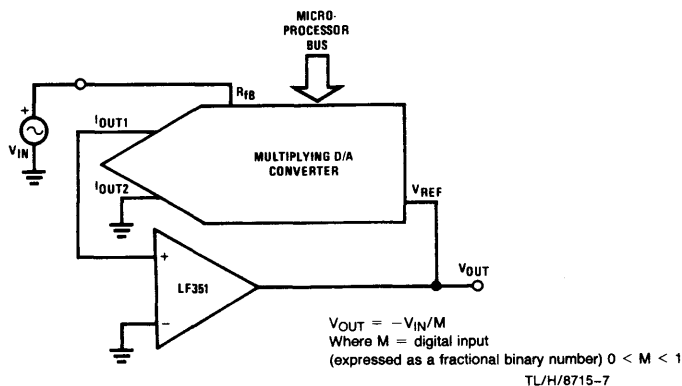 MICRO-
PROCESSOR
BUS
RfB
+
IOUT1
VIN
MULTIPLYING D/A
CONVERTER
IOUT2
VREF
+
LF351
−
VOUT
VOUT = −VIN/M
Where M = digital input
(expressed as a fractional binary number) 0 < M < 1
TL/H/8715–7